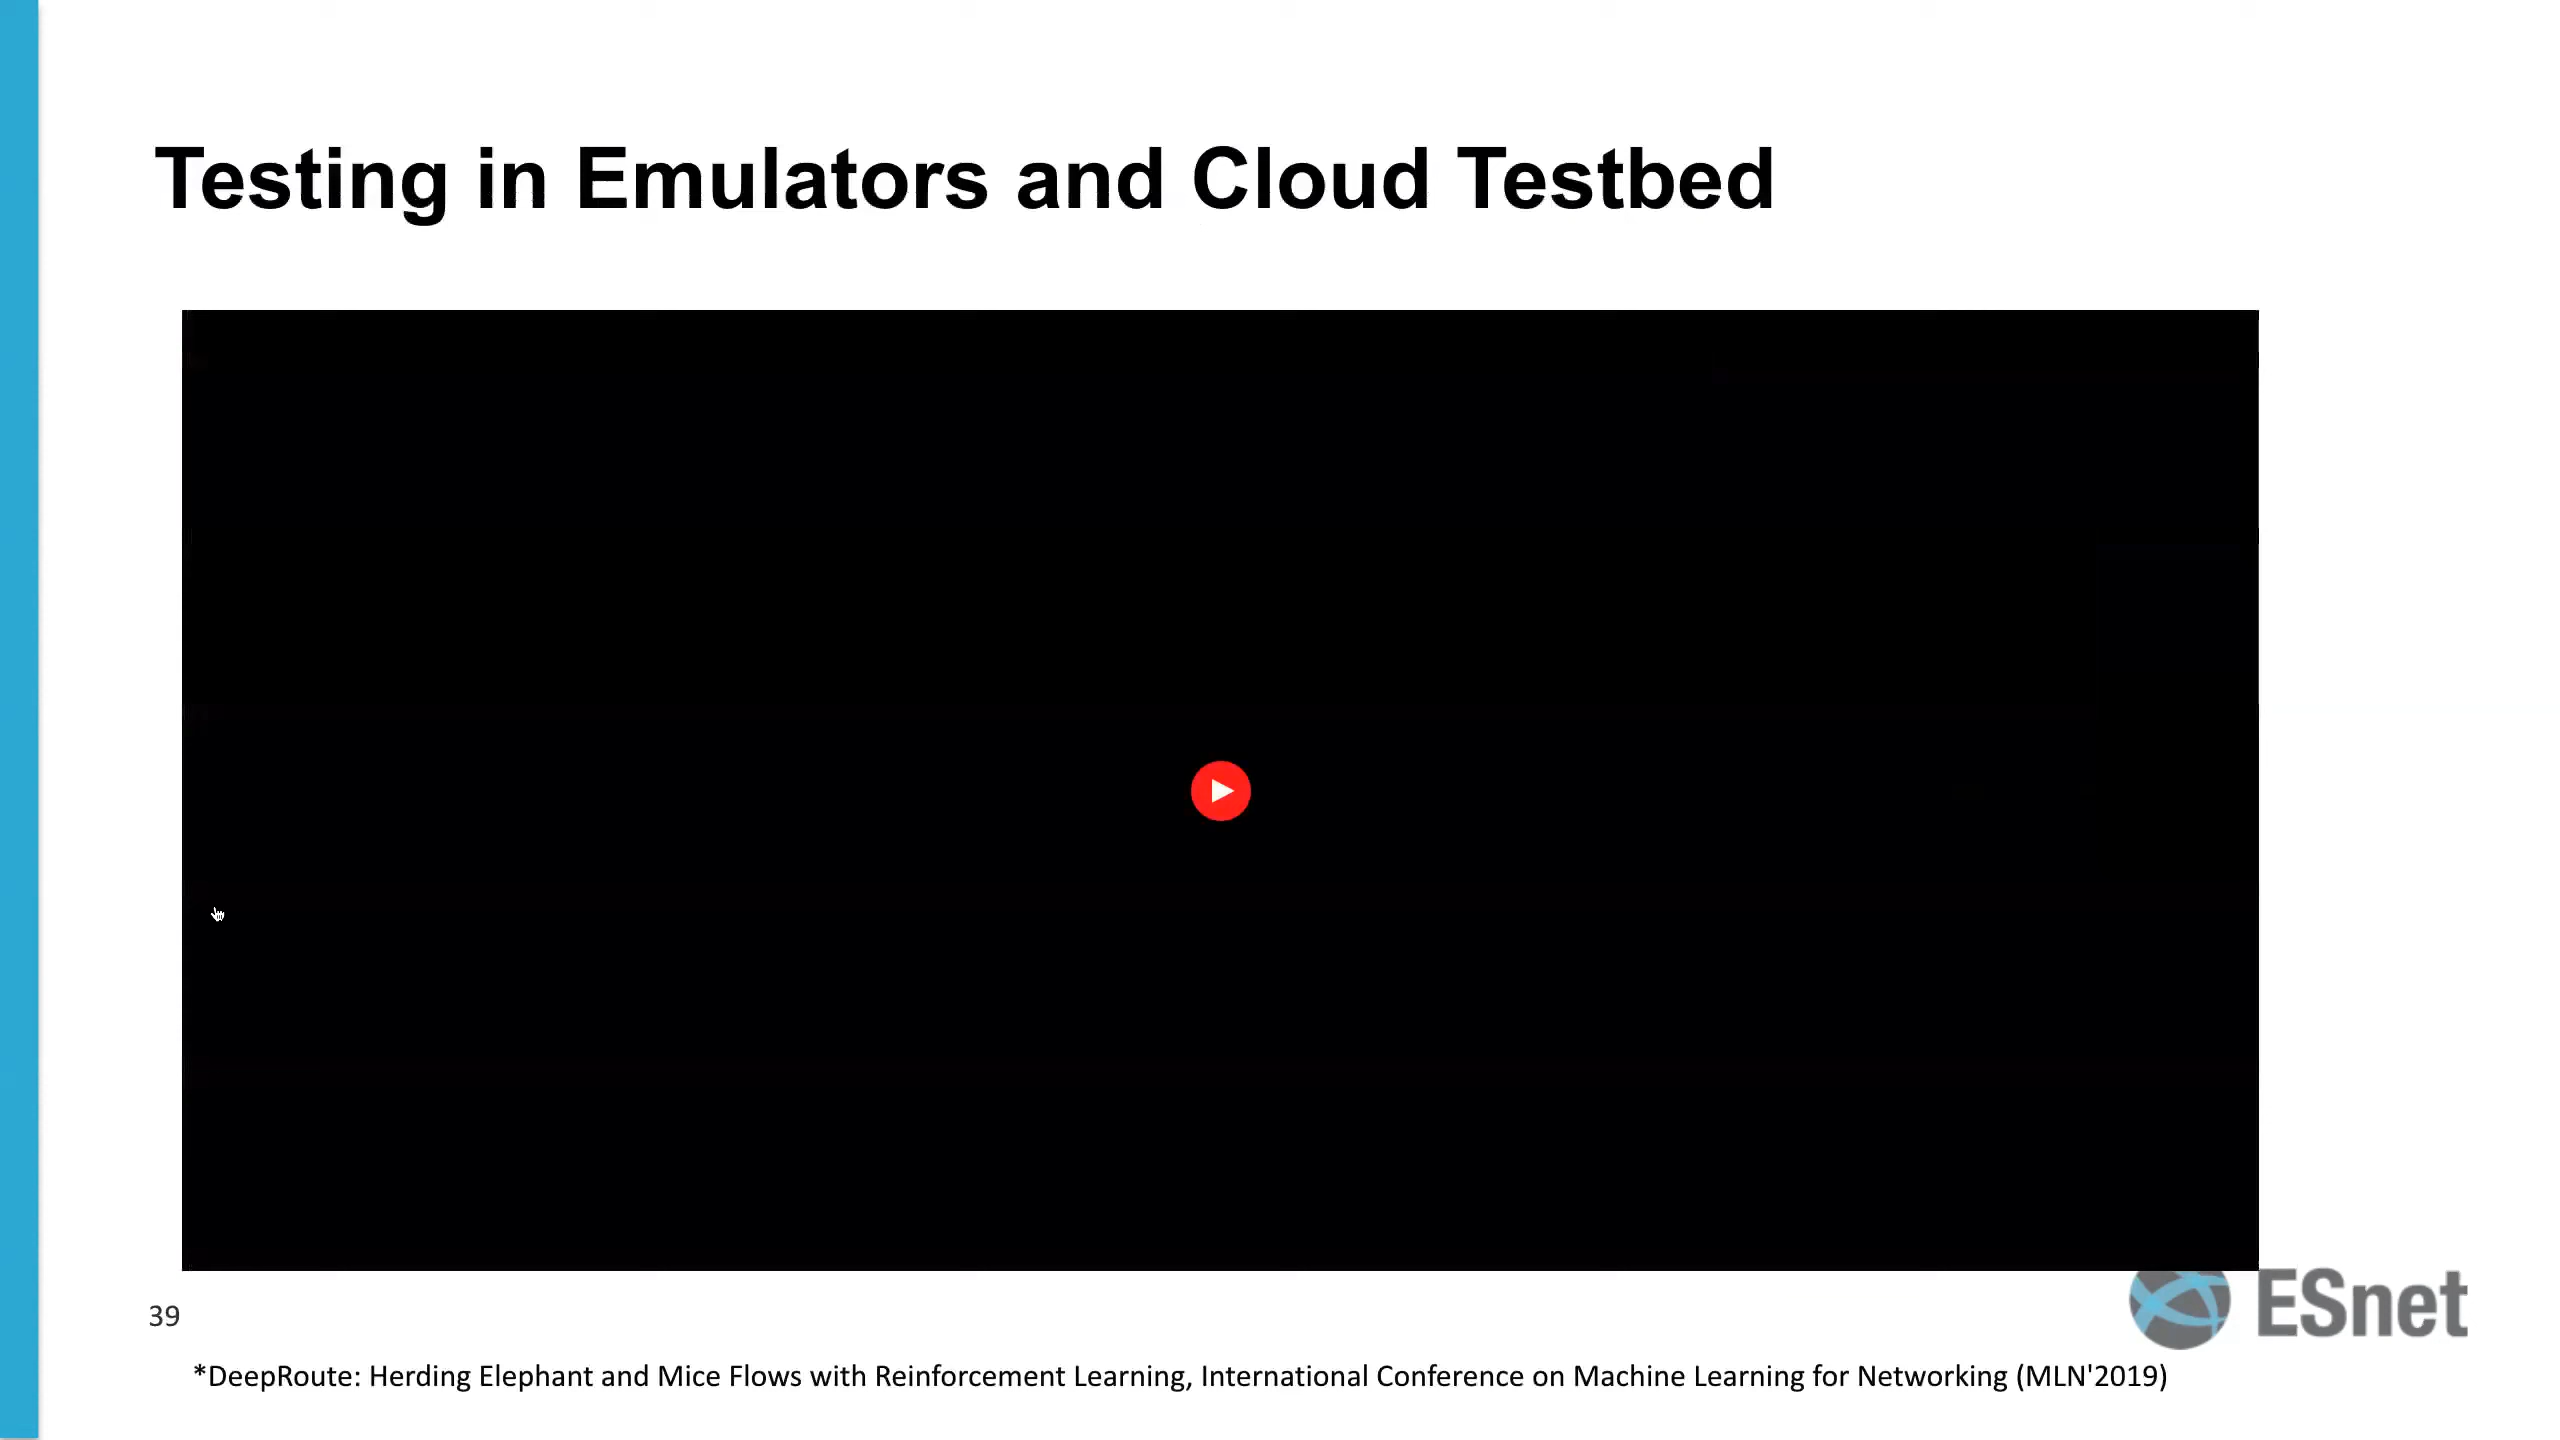 Testing in Emulators and Cloud Testbed
39
ESnet
*DeepRoute: Herding Elephant and Mice Flows with Reinforcement Learning, International Conference on Machine Learning for Networking (MLN'2019)